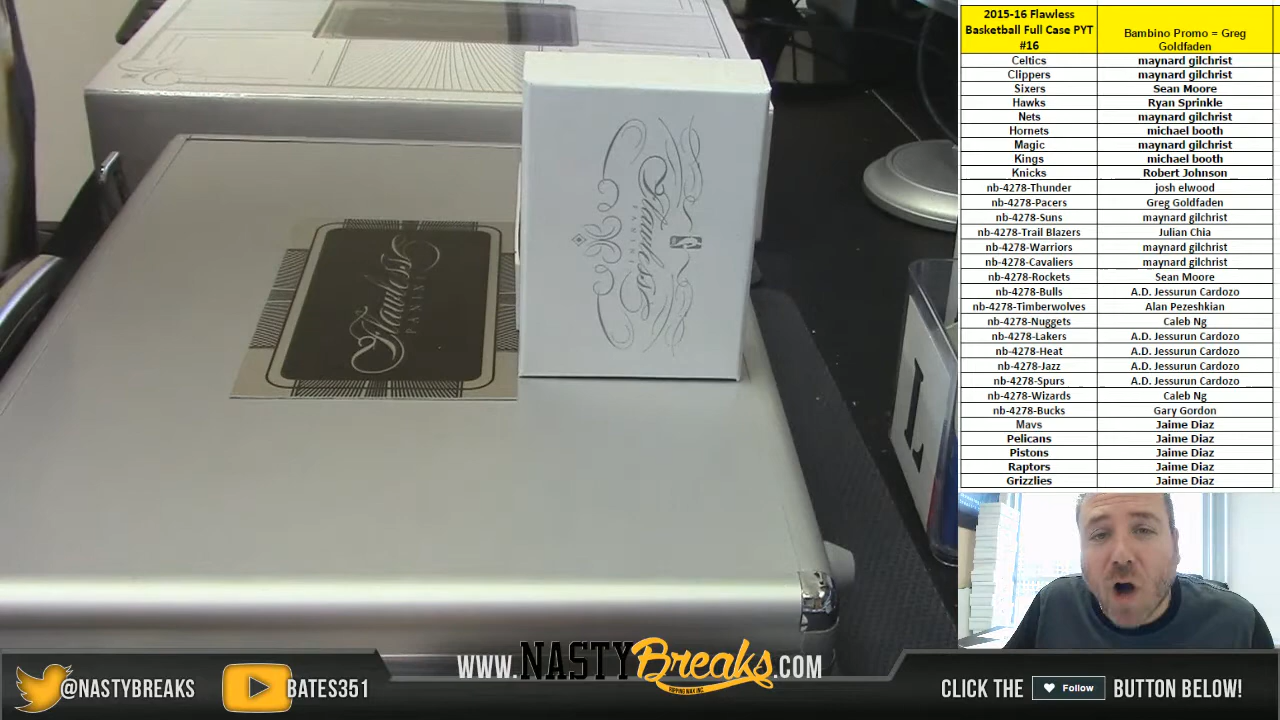 2015-16 Flawless
Basketball Full Case PYT
#16
Bambino Promo = Greg
Goldfaden
Celtics maynard gilchrist
Clippers maynard gilchrist
Sixers Sean Moore
Hawks Ryan Sprinkle
Nets maynard gilchrist
Hornets michael booth
Magic maynard gilchrist
Kings michael booth
Knicks Robert Johnson
nb-4278-Thunder josh elwood
nb-4278-Pacers Greg Goldfaden
nb-4278-Suns maynard gilchrist
nb-4278-Trail Blazers Julian Chia
nb-4278-Warriors maynard gilchrist
nb-4278-Cavaliers maynard gilchrist
nb-4278-Rockets Sean Moore
nb-4278-Bulls A.D. Jessurun Cardozo
nb-4278-Timberwolves Alan Pezeshkian
nb-4278-Nuggets Caleb Ng
nb-4278-Lakers A.D. Jessurun Cardozo
nb-4278-Heat A.D. Jessurun Cardozo
nb-4278-Jazz A.D. Jessurun Cardozo
nb-4278-Spurs A.D. Jessurun Cardozo
nb-4278-Wizards Caleb Ng
nb-4278-Bucks Gary Gordon
Mavs Jaime Diaz
Pelicans Jaime Diaz
Pistons Jaime Diaz
Raptors Jaime Diaz
Grizzlies Jaime Diaz
Flawless
PANINI
Flawless
PANINI
L
@NASTYBREAKS
BATES351
WWW.NASTYBreaks.COM
RIPPING WAX INC.
CLICK THE Follow BUTTON BELOW!